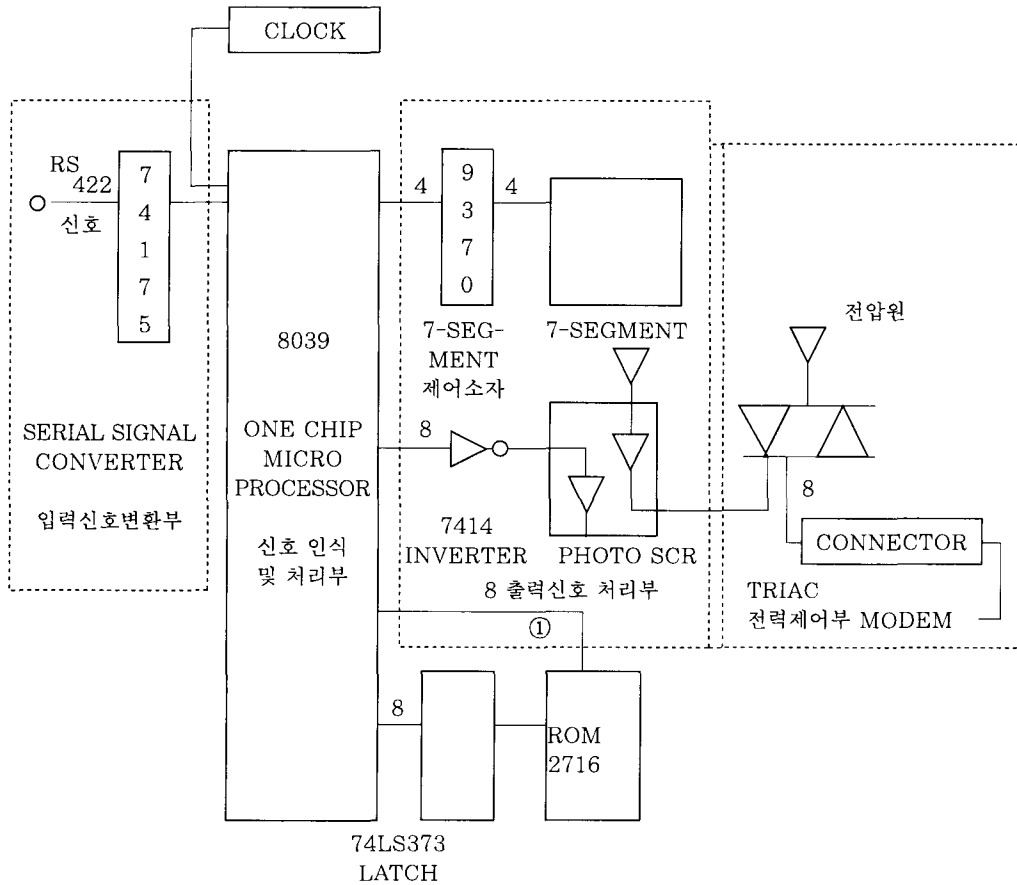 CLOCK
RS
422
신호
7
4
1
7
5
SERIAL SIGNAL
CONVERTER
입력신호변환부
8039
ONE CHIP
MICRO
PROCESSOR
신호 인식
및 처리부
4
9
3
7
0
4
7-SEG-
MENT
제어소자
7-SEGMENT
8
7414
INVERTER
PHOTO SCR
8 출력신호 처리부
전압원
8
CONNECTOR
TRIAC
전력제어부 MODEM
①
8
ROM
2716
74LS373
LATCH